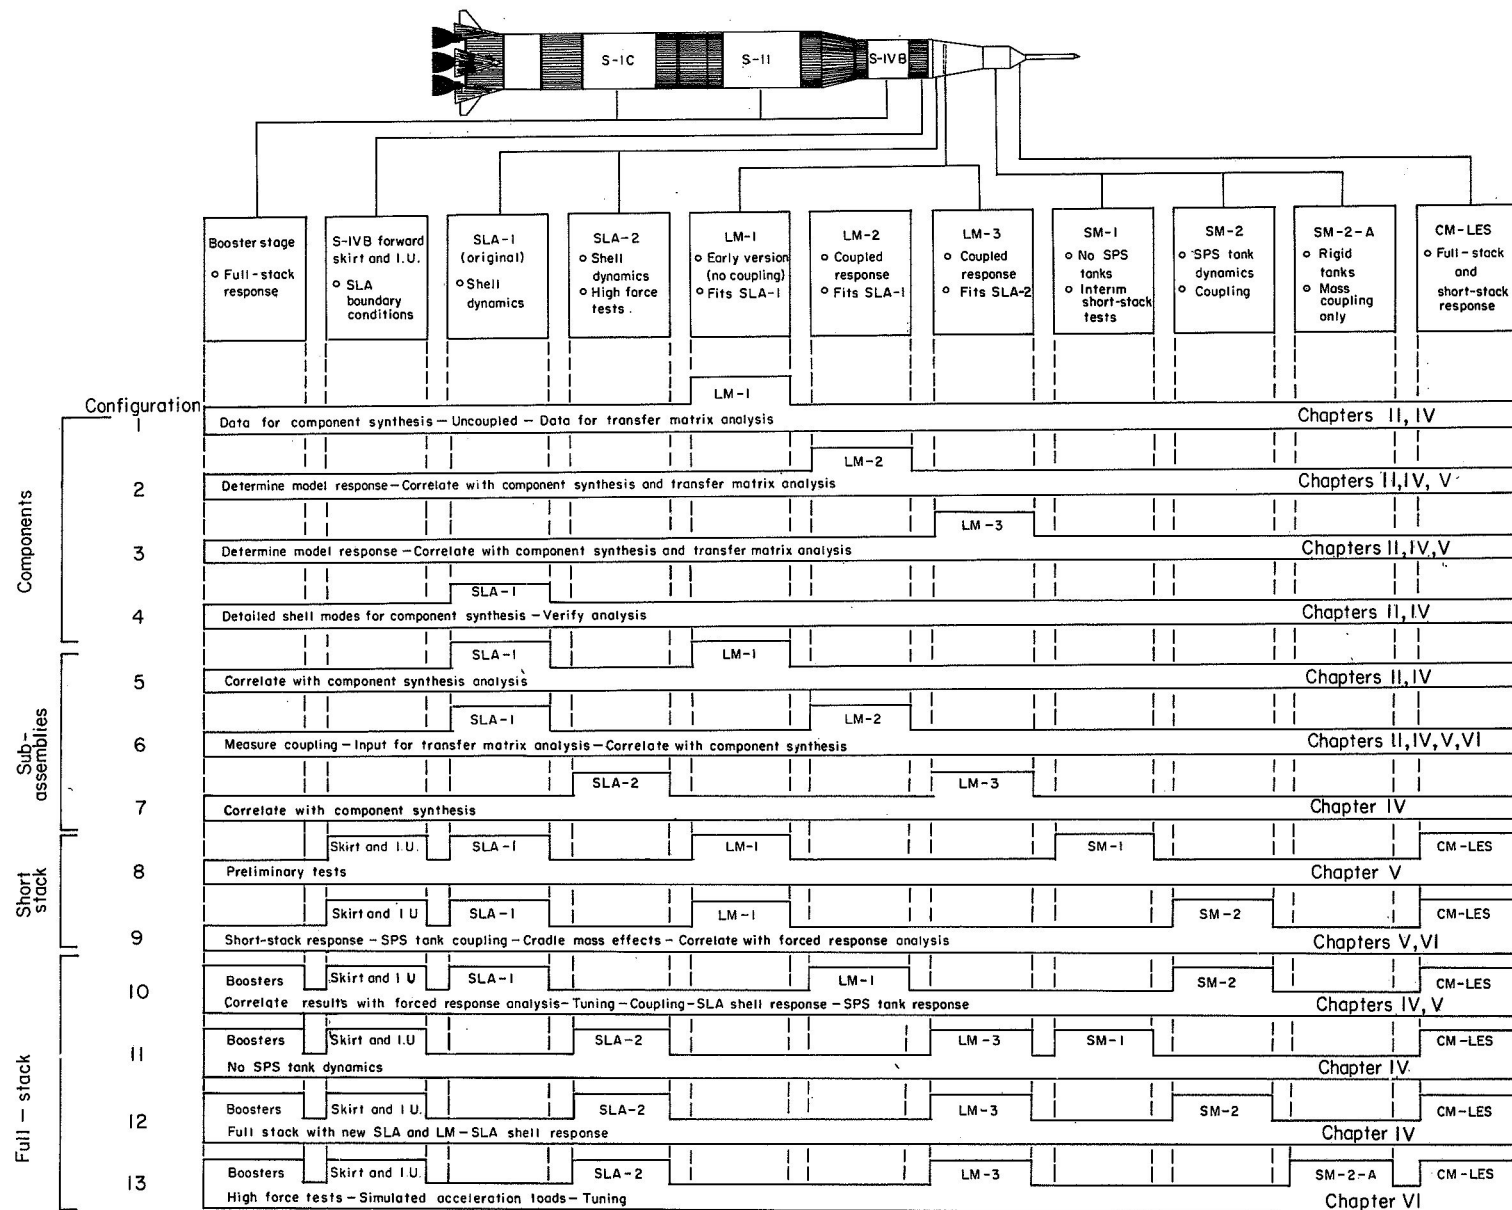 S-IC
S-II
S-IVB
Booster stage
o Full-stack
response
S-IVB forward
skirt and I.U.
o SLA
boundary
conditions
SLA-1
(original)
o Shell
dynamics
SLA-2
o Shell
dynamics
o High force
tests.
LM-1
o Early version
(no coupling)
o Fits SLA-1
LM-2
o Coupled
response
o Fits SLA-1
LM-3
o Coupled
response
o Fits SLA-2
SM-1
o No SPS
tanks
o Interim
short-stack
tests
SM-2
o SPS tank
dynamics
o Coupling
SM-2-A
o Rigid
tanks
o Mass
coupling
only
CM-LES
o Full-stack
and
short-stack
response
Configuration
Components
LM-1
1
Data for component synthesis — Uncoupled — Data for transfer matrix analysis
Chapters II, IV
LM-2
2
Determine model response—Correlate with component synthesis and transfer matrix analysis
Chapters II,IV, V
LM-3
3
Determine model response —Correlate with component synthesis and transfer matrix analysis
Chapters II,IV,V
SLA-1
4
Detailed shell modes for component synthesis —Verify analysis
Chapters II,IV
Sub-
assemblies
SLA-1
LM-1
5
Correlate with component synthesis analysis
Chapters II,IV
SLA-1
LM-2
6
Measure coupling—Input for transfer matrix analysis—Correlate with component synthesis
Chapters II,IV,V,VI
SLA-2
LM-3
7
Correlate with component synthesis
Chapter IV
Short
stack
Skirt and I.U.
SLA-1
LM-1
SM-1
CM-LES
8
Preliminary tests
Chapter V
Skirt and I U
SLA-1
LM-1
SM-2
CM-LES
9
Short-stack response — SPS tank coupling —Cradle mass effects — Correlate with forced response analysis
Chapters V,VI
Full — stack
Boosters
Skirt and I U
SLA-1
LM-1
SM-2
CM-LES
10
Correlate results with forced response analysis—Tuning—Coupling—SLA shell response —SPS tank response
Chapters IV, V
Boosters
Skirt and I.U
SLA-2
LM-3
SM-1
CM-LES
11
No SPS tank dynamics
Chapter IV
Boosters
Skirt and I U.
SLA-2
LM-3
SM-2
CM-LES
12
Full stack with new SLA and LM—SLA shell response
Chapter IV
Boosters
Skirt and I.U.
SLA-2
LM-3
SM-2-A
CM-LES
13
High force tests —Simulated acceleration loads—Tuning
Chapter VI